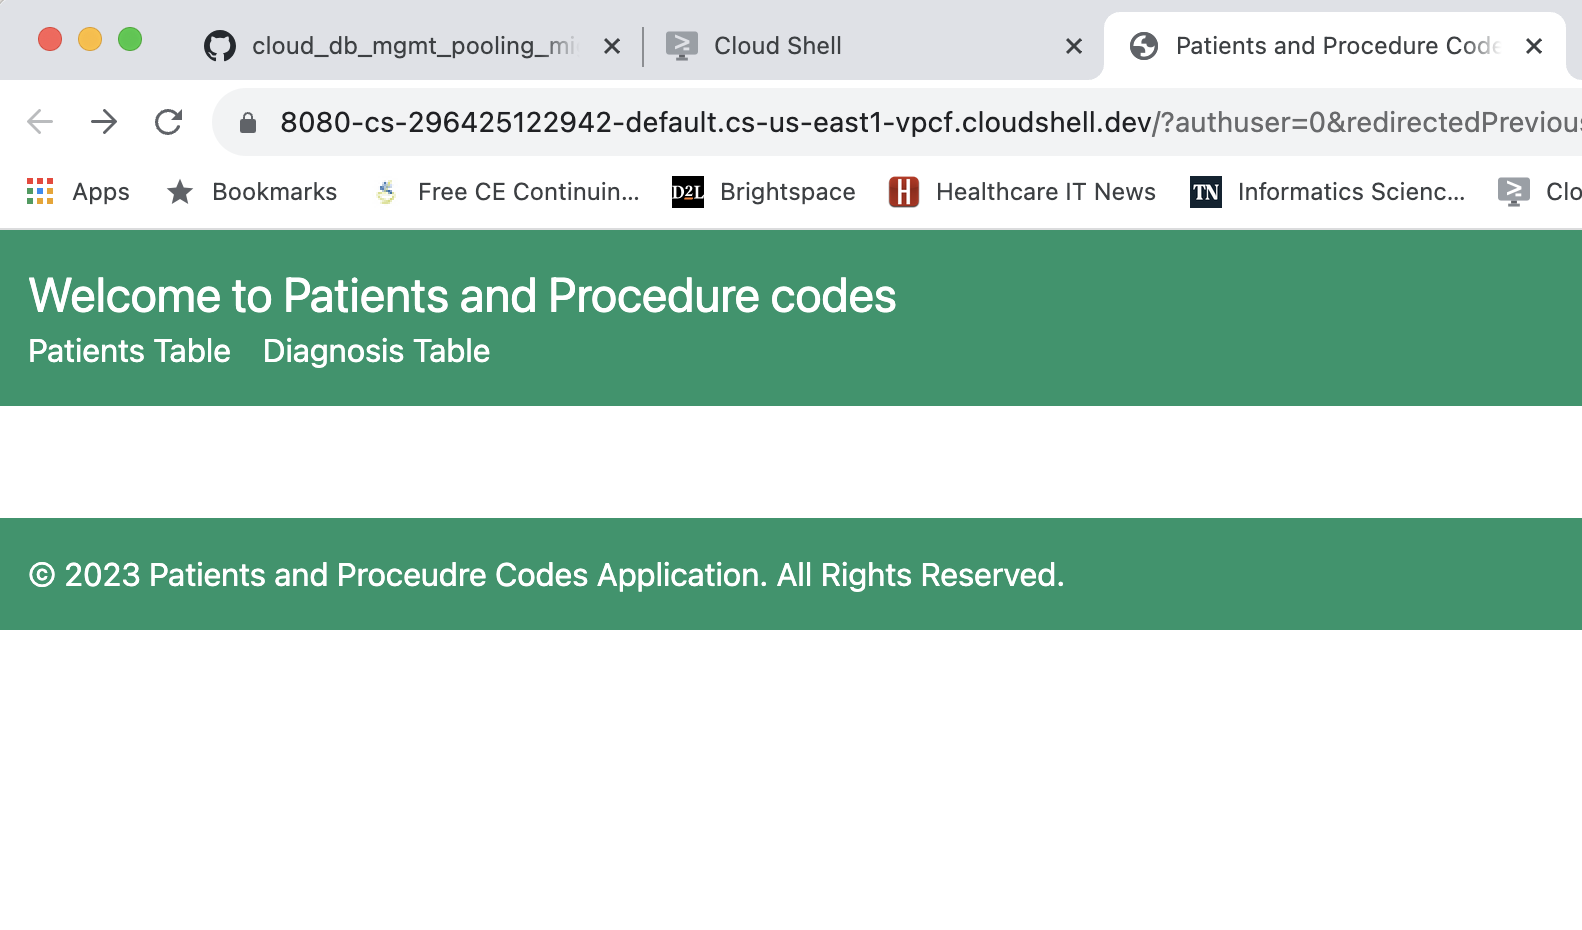 cloud_db_mgmt_pooling_mi
Cloud Shell
Patients and Procedure Code
8080-cs-296425122942-default.cs-us-east1-vpcf.cloudshell.dev/?authuser=0&redirectedPrevious
Apps
Bookmarks
Free CE Continuin...
D2L
Brightspace
H
Healthcare IT News
TN
Informatics Scienc...
Clo
Welcome to Patients and Procedure codes
Patients Table Diagnosis Table
© 2023 Patients and Proceudre Codes Application. All Rights Reserved.